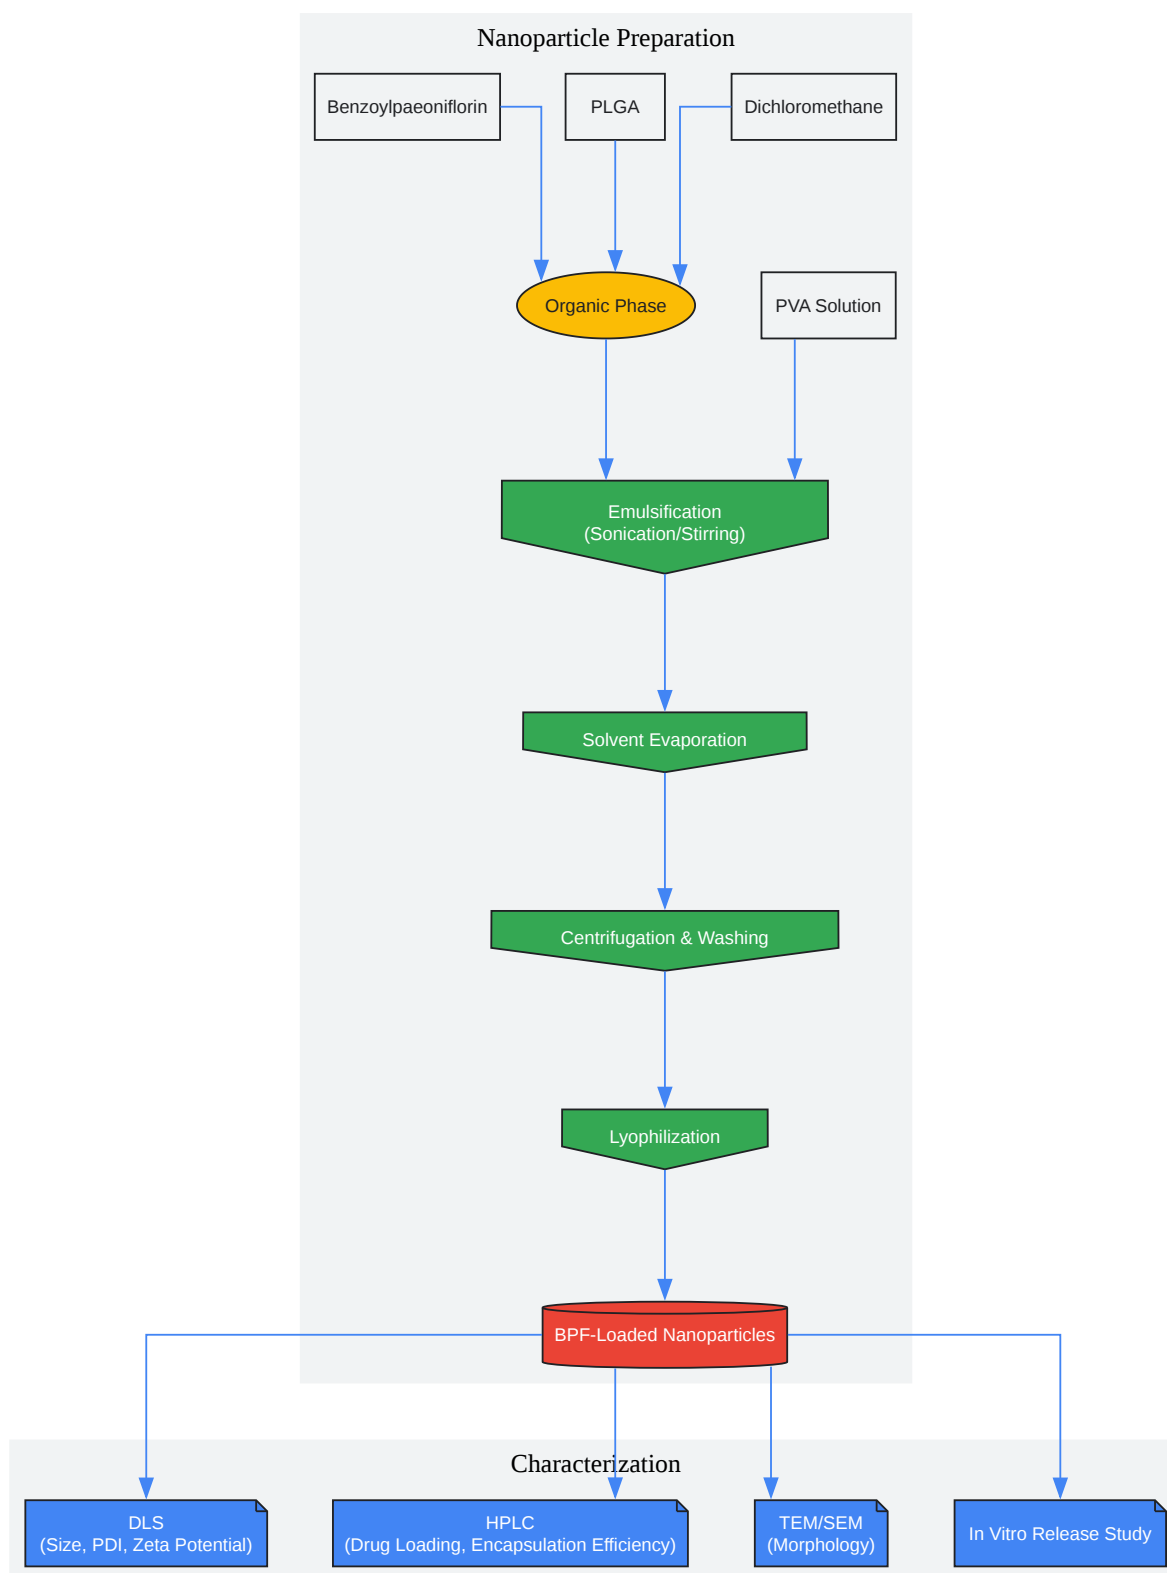 Nanoparticle Preparation
Benzoylpaeoniflorin
PLGA
Dichloromethane
Organic Phase
PVA Solution
Emulsification
(Sonication/Stirring)
Solvent Evaporation
Centrifugation & Washing
Lyophilization
BPF-Loaded Nanoparticles
Characterization
DLS
(Size, PDI, Zeta Potential)
HPLC
(Drug Loading, Encapsulation Efficiency)
TEM/SEM
(Morphology)
In Vitro Release Study